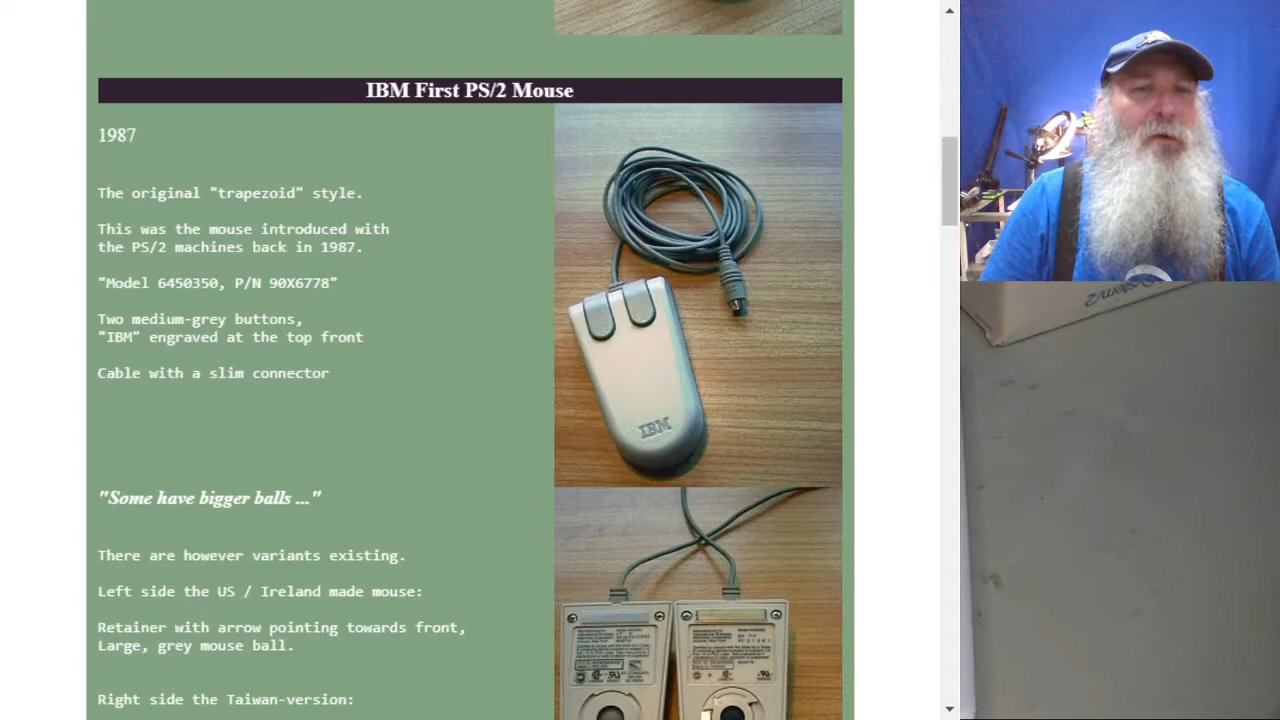 IBM First PS/2 Mouse
1987
The original "trapezoid" style.
This was the mouse introduced with
the PS/2 machines back in 1987.
"Model 6450350, P/N 90X6778"
Two medium-grey buttons,
"IBM" engraved at the top front
Cable with a slim connector
IBM
"Some have bigger balls ..."
There are however variants existing.
Left side the US / Ireland made mouse:
Retainer with arrow pointing towards front,
Large, grey mouse ball.
Right side the Taiwan-version: